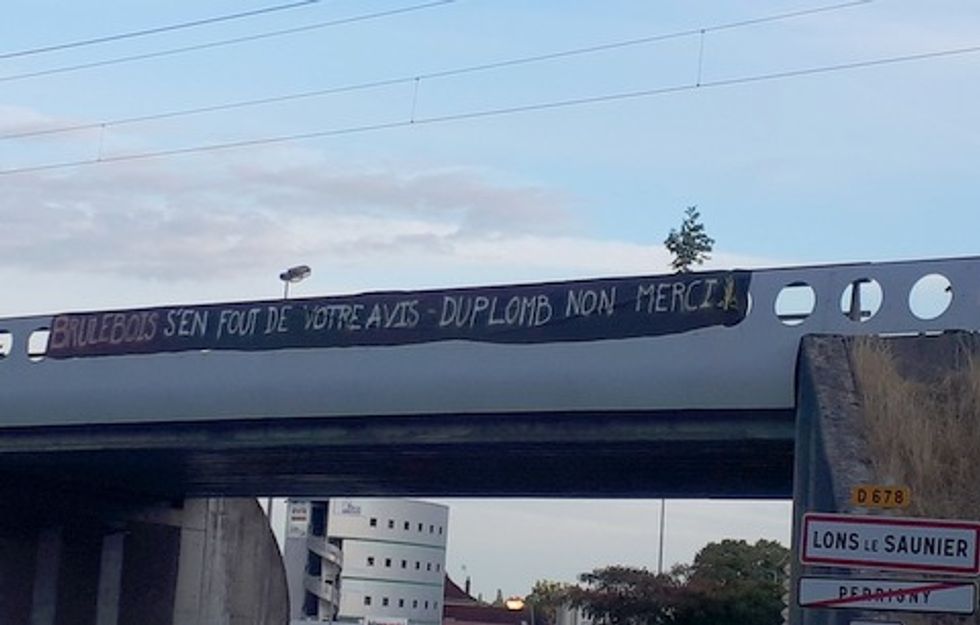 BRULEBOIS S'EN FOUT DE VOTRE AVIS - DUPLOMB NON MERCI
D 678
LONS LE SAUNIER
PERRIGNY